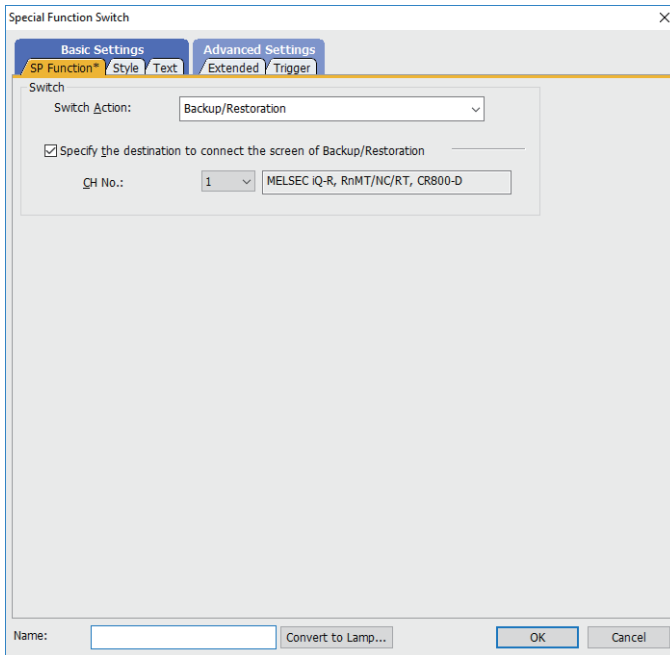 Special Function Switch
Basic Settings Advanced Settings
SP Function* Style Text Extended Trigger
Switch
Switch Action: Backup/Restoration
Specify the destination to connect the screen of Backup/Restoration
CH No.: 1 MELSEC iQ-R, RnMT/NC/RT, CR800-D
Name: Convert to Lamp... OK Cancel